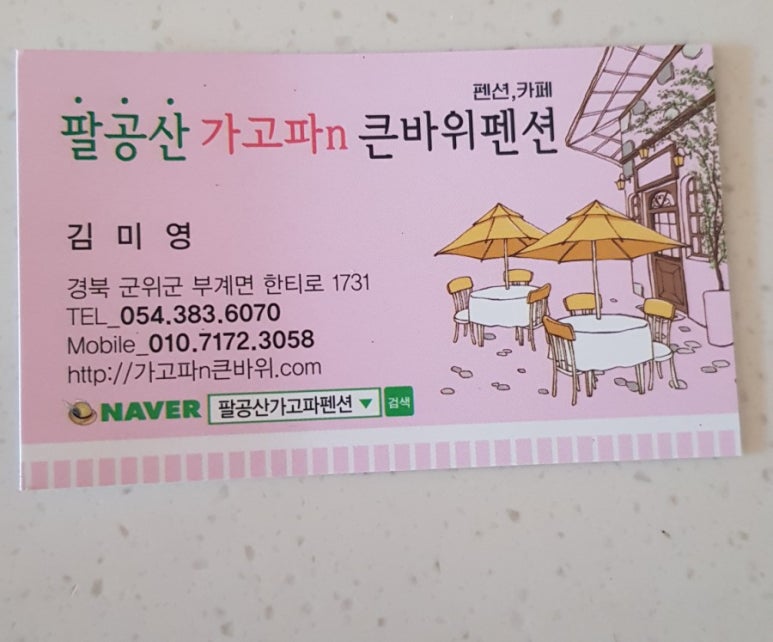 펜션,카페
팔공산 가고파n 큰바위펜션
김 미 영
경북 군위군 부계면 한티로 1731
TEL_054.383.6070
Mobile_010.7172.3058
http://가고파n큰바위.com
NAVER 팔공산가고파펜션 ▼ 검색